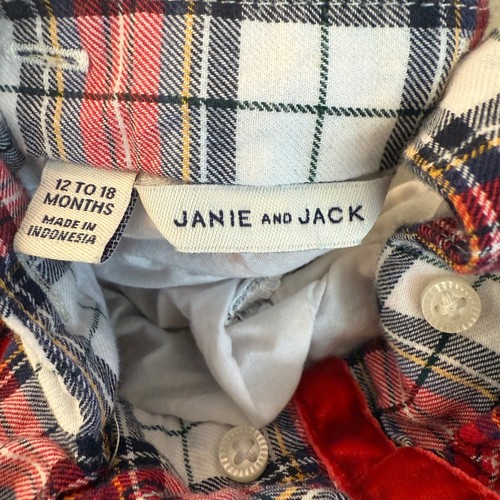 12 TO 18
MONTHS
MADE IN
INDONESIA
JANIE AND JACK